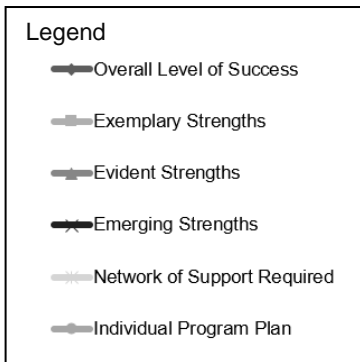 Legend
Overall Level of Success
Exemplary Strengths
Evident Strengths
Emerging Strengths
Network of Support Required
Individual Program Plan